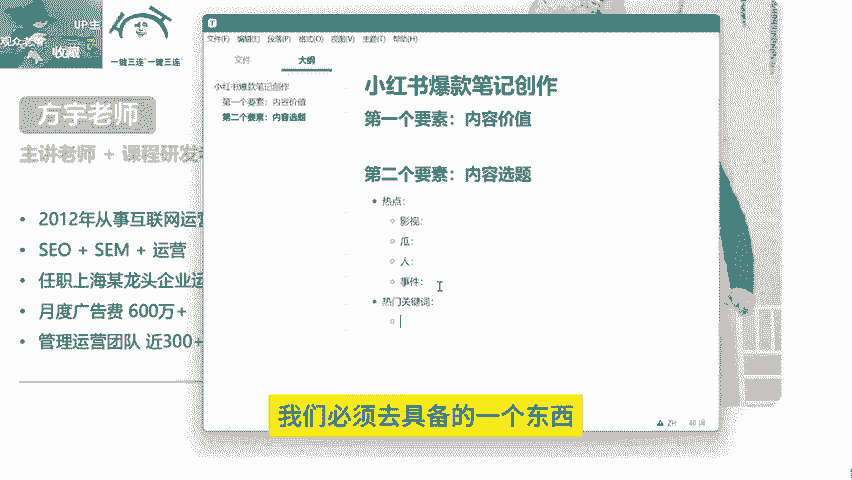 UP主
观众老爷
收藏
一键三连 一键三连
方宇老师
主讲老师 + 课程研发
2012年从事互联网运营
SEO + SEM + 运营
任职上海某龙头企业运
月度广告费 600万+
管理运营团队 近300+
文件(F) 编辑(E) 段落(P) 格式(O) 视图(V) 主题(T) 帮助(H)
文件 大纲
小红书爆款笔记创作
第一个要素：内容价值
第二个要素：内容选题
小红书爆款笔记创作
第一个要素：内容价值
第二个要素：内容选题
热点：
影视：
瓜：
人：
事件：
热门关键词：
我们必须去具备的一个东西
ZH